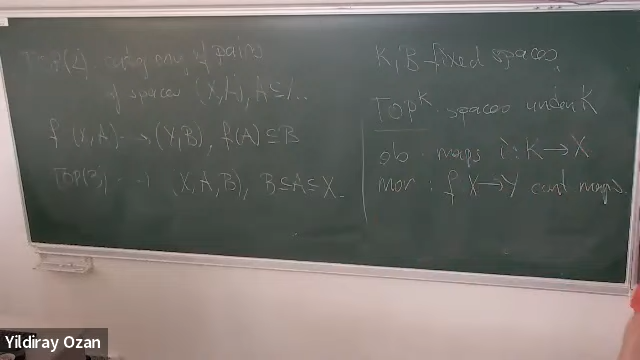 TOP(2) category of pairs
of spaces (X,A), A⊆X.
f: (X,A) → (Y,B), f(A)⊆B
TOP(3) (X,A,B), B⊆A⊆X.
K,B fixed spaces
TOP^K spaces under K
ob: maps i:K→X
mor: f X→Y cont maps.
Yildiray Ozan